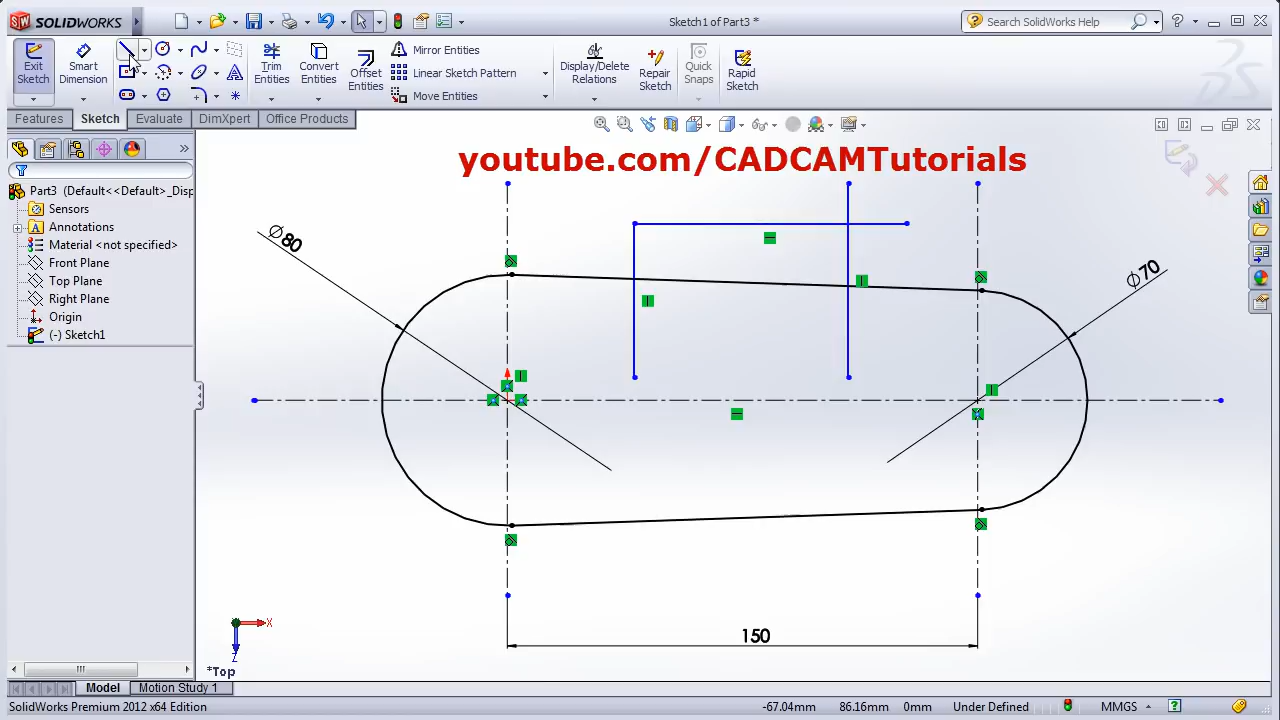 SOLIDWORKS
Sketch1 of Part3 *
Search SolidWorks Help
Exit Sketch
Smart Dimension
Trim Entities
Convert Entities
Offset Entities
Mirror Entities
Linear Sketch Pattern
Move Entities
Display/Delete Relations
Repair Sketch
Quick Snaps
Rapid Sketch
Features
Sketch
Evaluate
DimXpert
Office Products
youtube.com/CADCAMTutorials
Part3 (Default<<Default>_Disp
Sensors
Annotations
Material <not specified>
Front Plane
Top Plane
Right Plane
Origin
(-) Sketch1
Ø80
Ø70
150
X
Z
*Top
Model
Motion Study 1
SolidWorks Premium 2012 x64 Edition
-67.04mm
86.16mm
0mm
Under Defined
MMGS